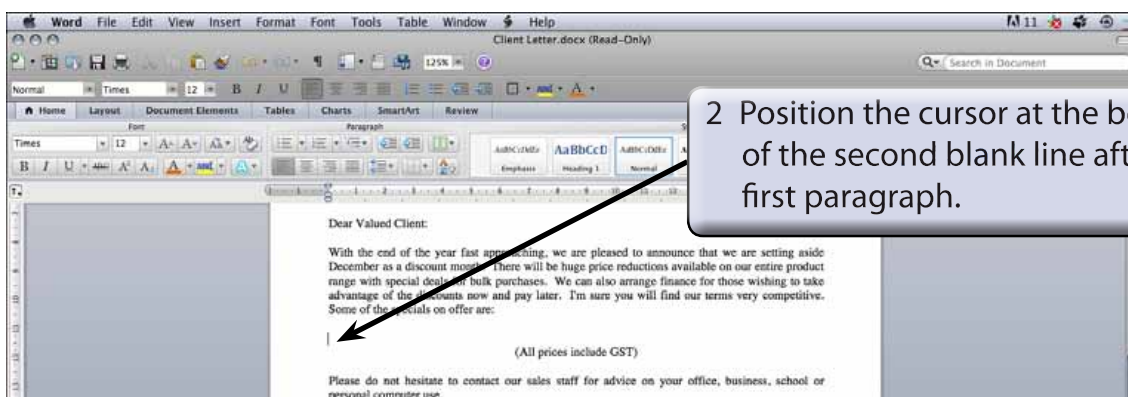 Word File Edit View Insert Format Font Tools Table Window Help 11
Client Letter.docx (Read-Only)
125%
Search in Document
Normal Times 12 B I U
Home Layout Document Elements Tables Charts SmartArt Review
Font Paragraph
Times 12
B I U
AaBbCcDdEe AaBbCcD AaBbCcDdEe
Emphasis Heading 1 Normal
2 Position the cursor at the be
of the second blank line aft
first paragraph.
Dear Valued Client:
With the end of the year fast approaching, we are pleased to announce that we are setting aside
December as a discount month. There will be huge price reductions available on our entire product
range with special deals for bulk purchases. We can also arrange finance for those wishing to take
advantage of the discounts now and pay later. I'm sure you will find our terms very competitive.
Some of the specials on offer are:
(All prices include GST)
Please do not hesitate to contact our sales staff for advice on your office, business, school or
personal computer use.